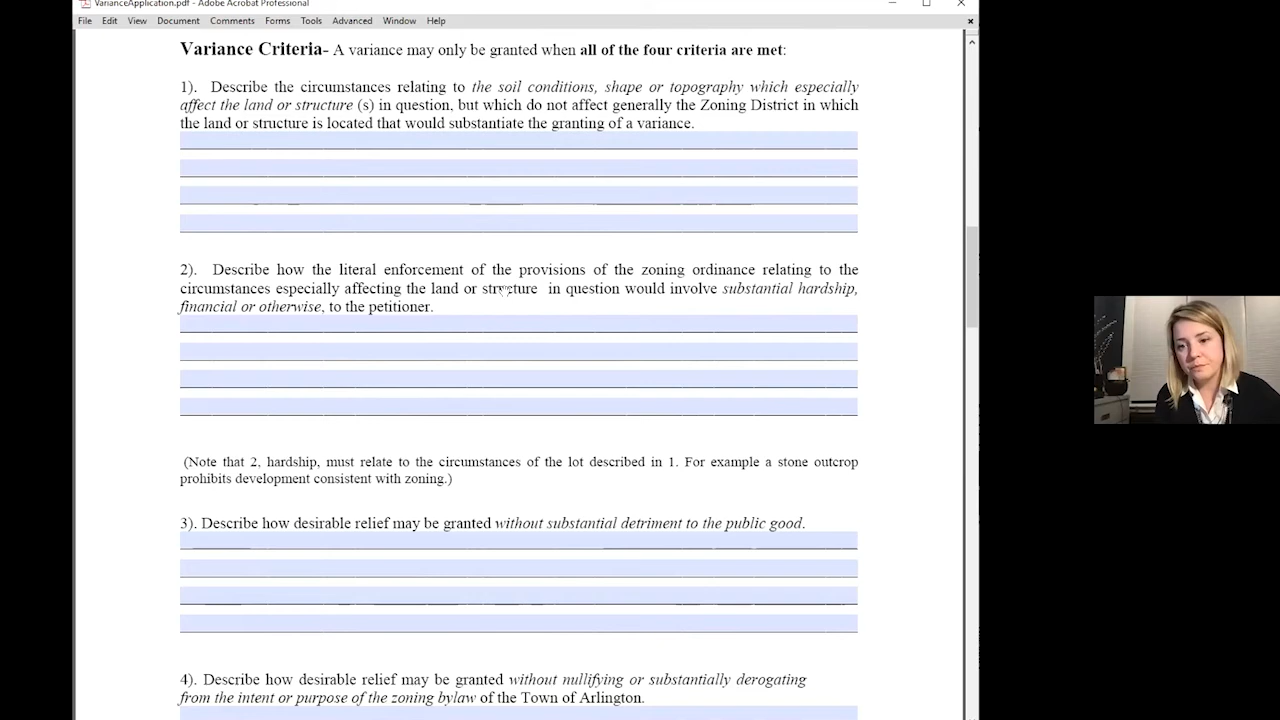 VarianceApplication.pdf - Adobe Acrobat Professional
File Edit View Document Comments Forms Tools Advanced Window Help
Variance Criteria- A variance may only be granted when all of the four criteria are met:
1). Describe the circumstances relating to the soil conditions, shape or topography which especially
affect the land or structure (s) in question, but which do not affect generally the Zoning District in which
the land or structure is located that would substantiate the granting of a variance.
2). Describe how the literal enforcement of the provisions of the zoning ordinance relating to the
circumstances especially affecting the land or structure in question would involve substantial hardship,
financial or otherwise, to the petitioner.
(Note that 2, hardship, must relate to the circumstances of the lot described in 1. For example a stone outcrop
prohibits development consistent with zoning.)
3). Describe how desirable relief may be granted without substantial detriment to the public good.
4). Describe how desirable relief may be granted without nullifying or substantially derogating
from the intent or purpose of the zoning bylaw of the Town of Arlington.